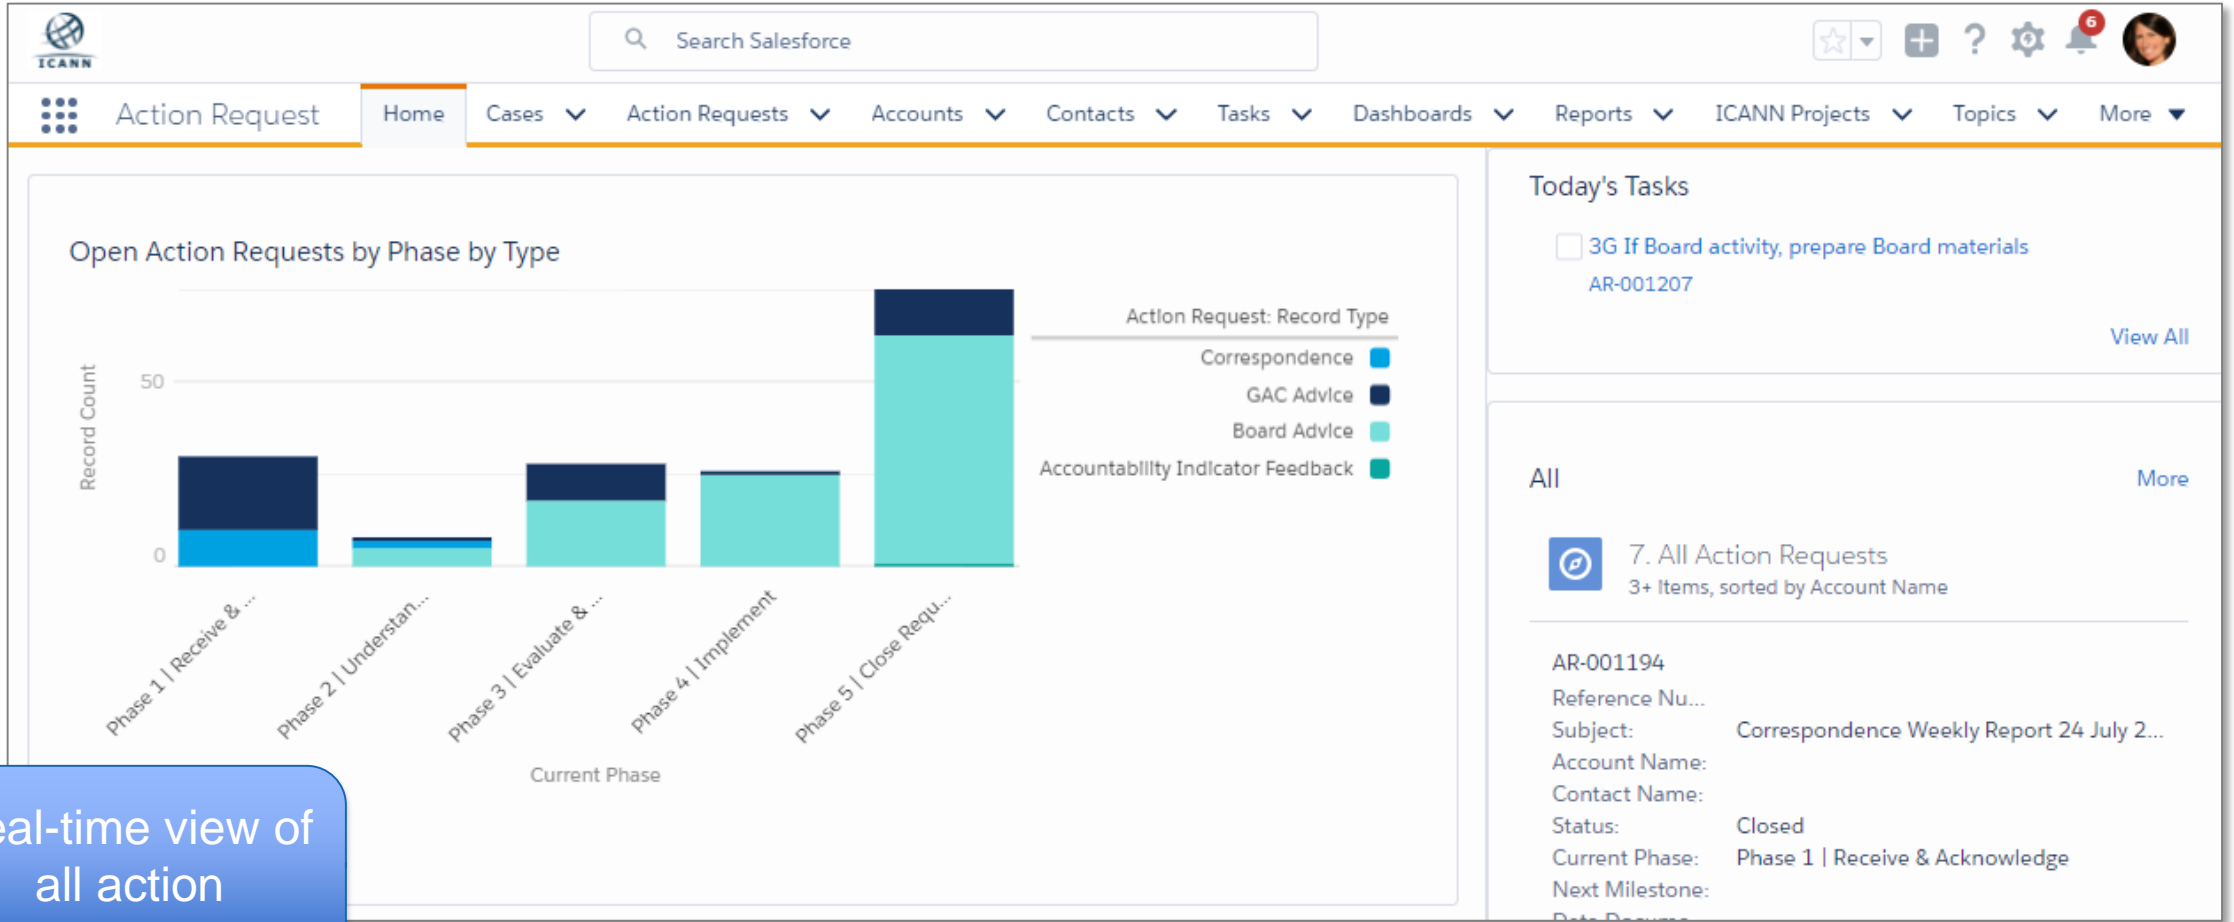 ICANN
Search Salesforce
6
Action Request
Home
Cases
Action Requests
Accounts
Contacts
Tasks
Dashboards
Reports
ICANN Projects
Topics
More
Open Action Requests by Phase by Type
Record Count
50
0
Phase 1 | Receive & ...
Phase 2 | Understan...
Phase 3 | Evaluate & ...
Phase 4 | Implement
Phase 5 | Close Requ...
Current Phase
Action Request: Record Type
Correspondence
GAC Advice
Board Advice
Accountability Indicator Feedback
eal-time view of
all action
Today's Tasks
3G If Board activity, prepare Board materials
AR-001207
View All
All
More
7. All Action Requests
3+ Items, sorted by Account Name
AR-001194
Reference Nu...
Subject: Correspondence Weekly Report 24 July 2...
Account Name:
Contact Name:
Status: Closed
Current Phase: Phase 1 | Receive & Acknowledge
Next Milestone: